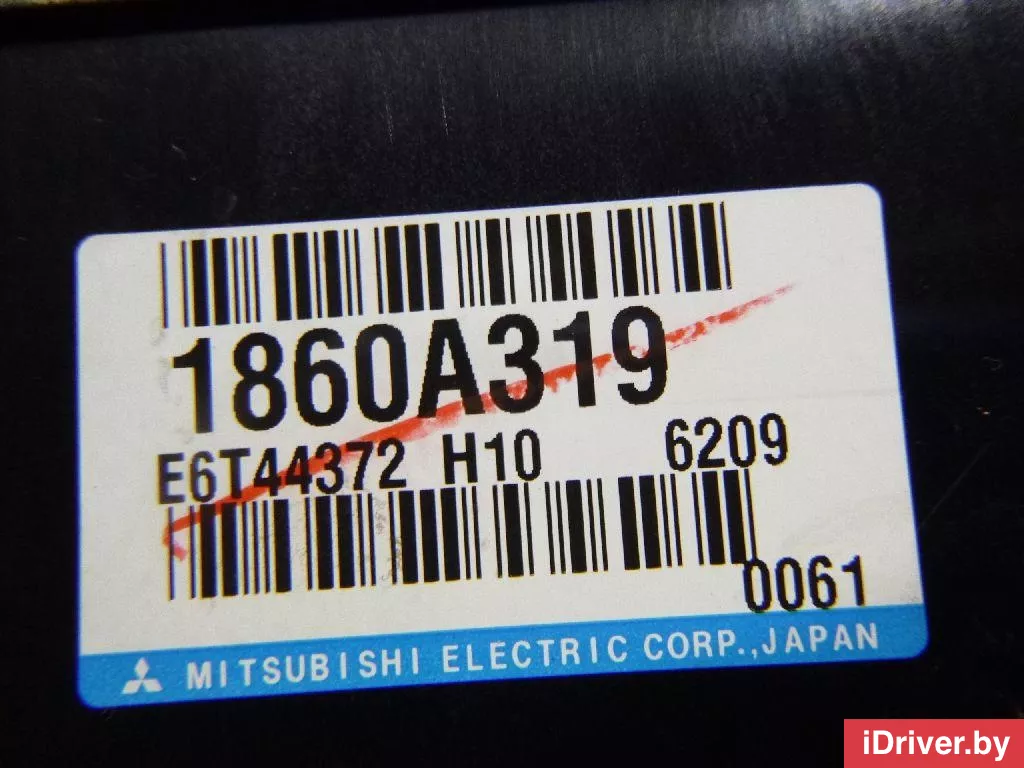 1860A319
E6T44372 H10 6209
0061
MITSUBISHI ELECTRIC CORP.,JAPAN
iDriver.by